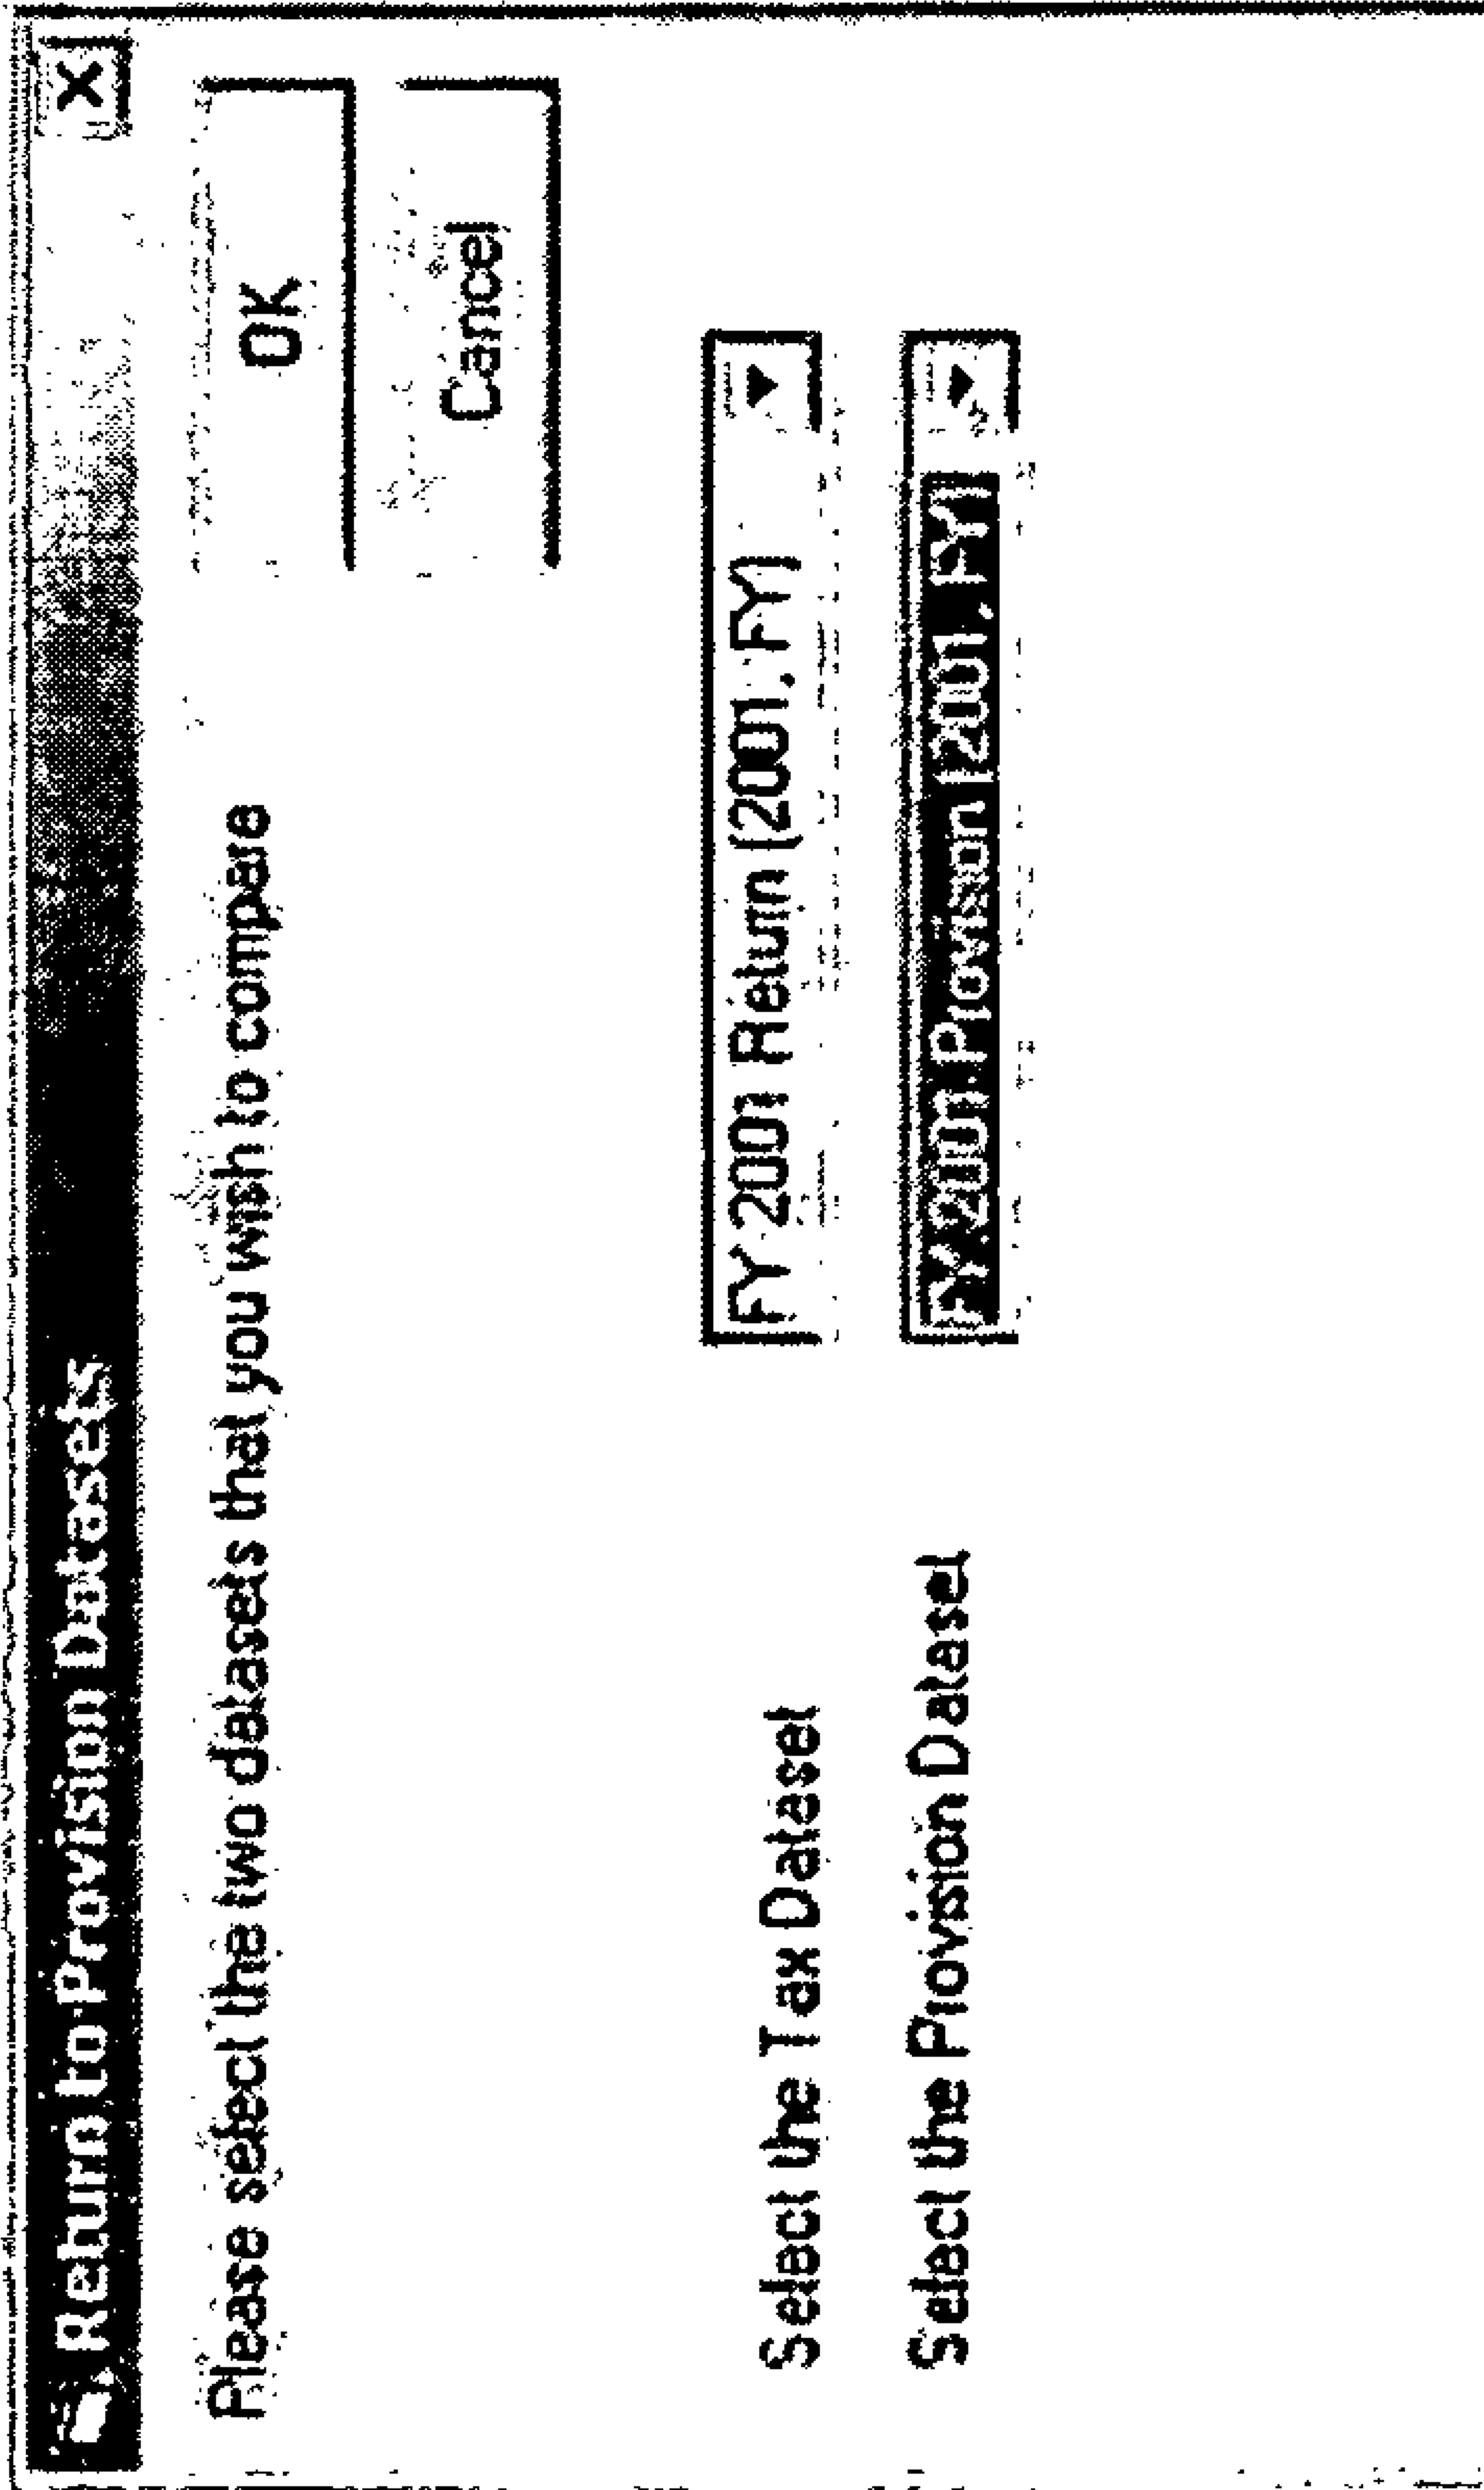 Return to Provision Datasets
Please select the two datasets that you wish to compare
OK
Cancel
Select the Tax Dataset
FY 2001 Return (2001, FY)
Select the Provision Dataset
FY 2001 Provison (2001, FY)